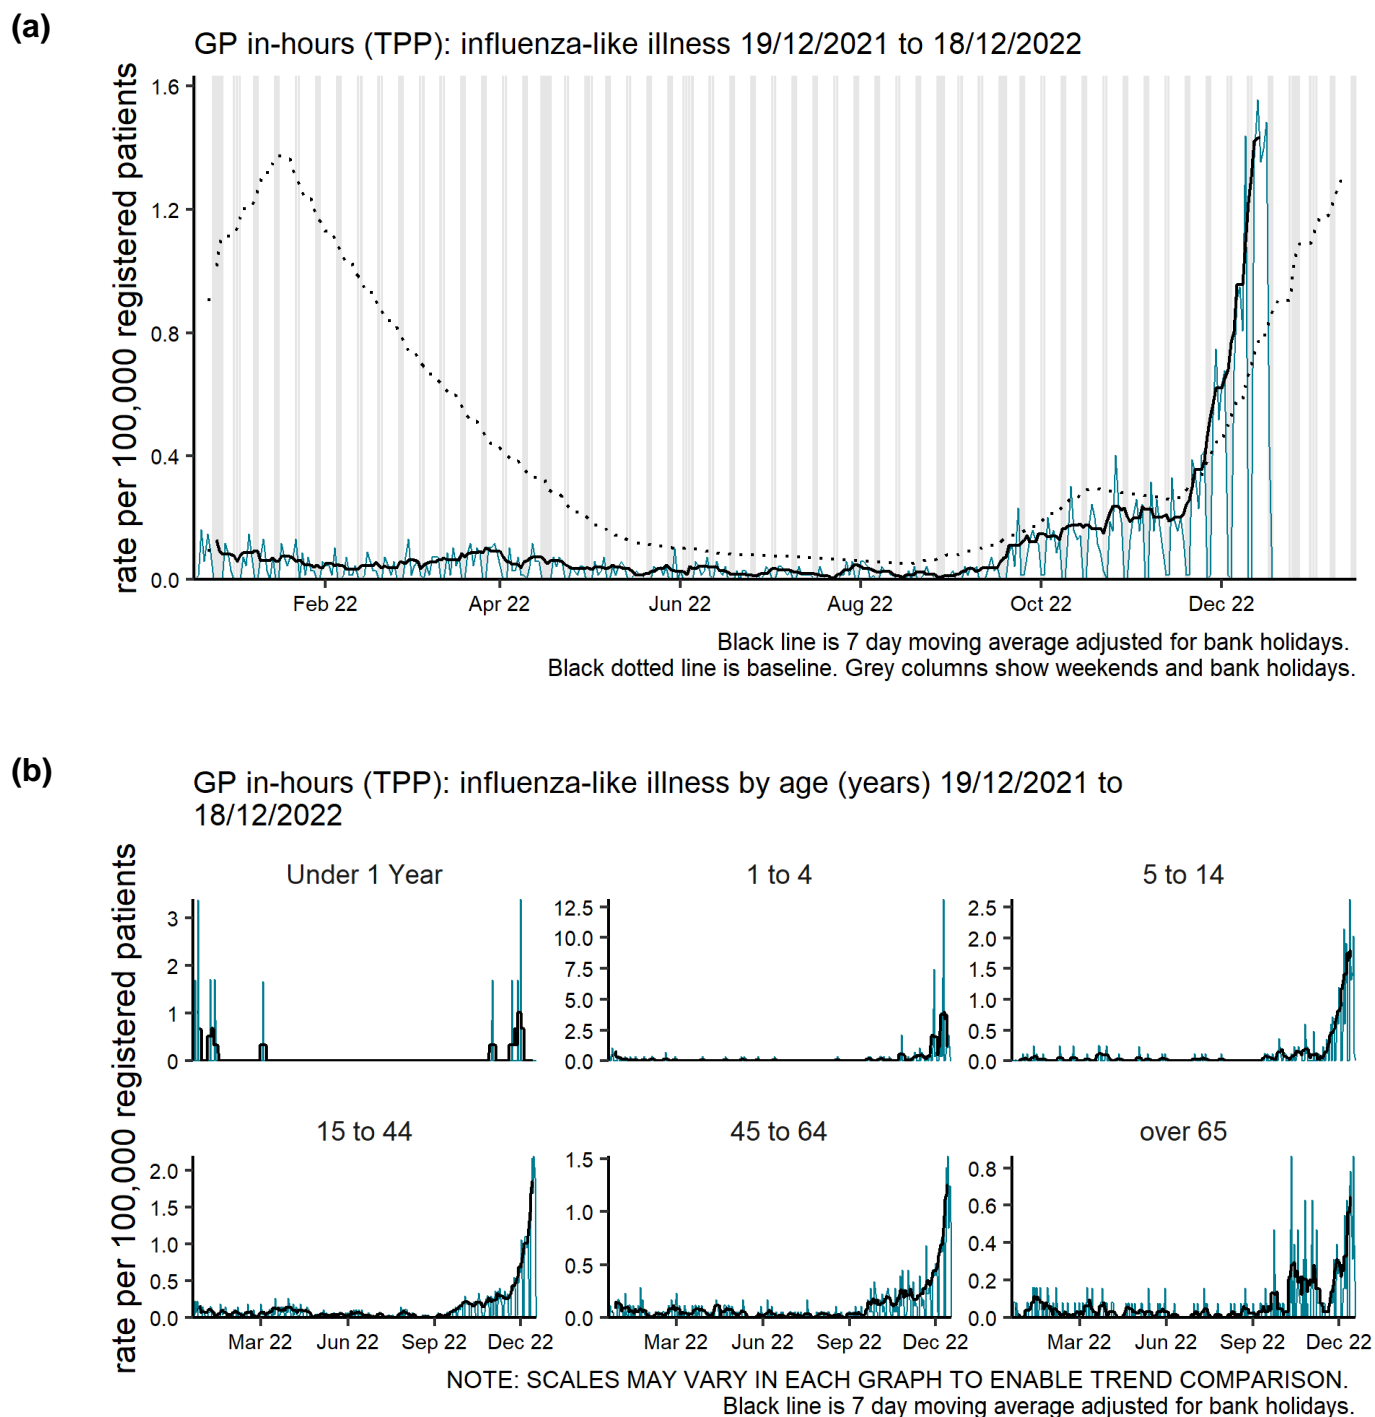 (a)
GP in-hours (TPP): influenza-like illness 19/12/2021 to 18/12/2022
rate per 100,000 registered patients
1.6
1.2
0.8
0.4
0.0
Feb 22 Apr 22 Jun 22 Aug 22 Oct 22 Dec 22
Black line is 7 day moving average adjusted for bank holidays.
Black dotted line is baseline. Grey columns show weekends and bank holidays.
(b)
GP in-hours (TPP): influenza-like illness by age (years) 19/12/2021 to
18/12/2022
rate per 100,000 registered patients
Under 1 Year
3
2
1
0
1 to 4
12.5
10.0
7.5
5.0
2.5
0.0
5 to 14
2.5
2.0
1.5
1.0
0.5
0.0
15 to 44
2.0
1.5
1.0
0.5
0.0
Mar 22 Jun 22 Sep 22 Dec 22
45 to 64
1.5
1.0
0.5
0.0
Mar 22 Jun 22 Sep 22 Dec 22
over 65
0.8
0.6
0.4
0.2
0.0
Mar 22 Jun 22 Sep 22 Dec 22
NOTE: SCALES MAY VARY IN EACH GRAPH TO ENABLE TREND COMPARISON.
Black line is 7 day moving average adjusted for bank holidays.